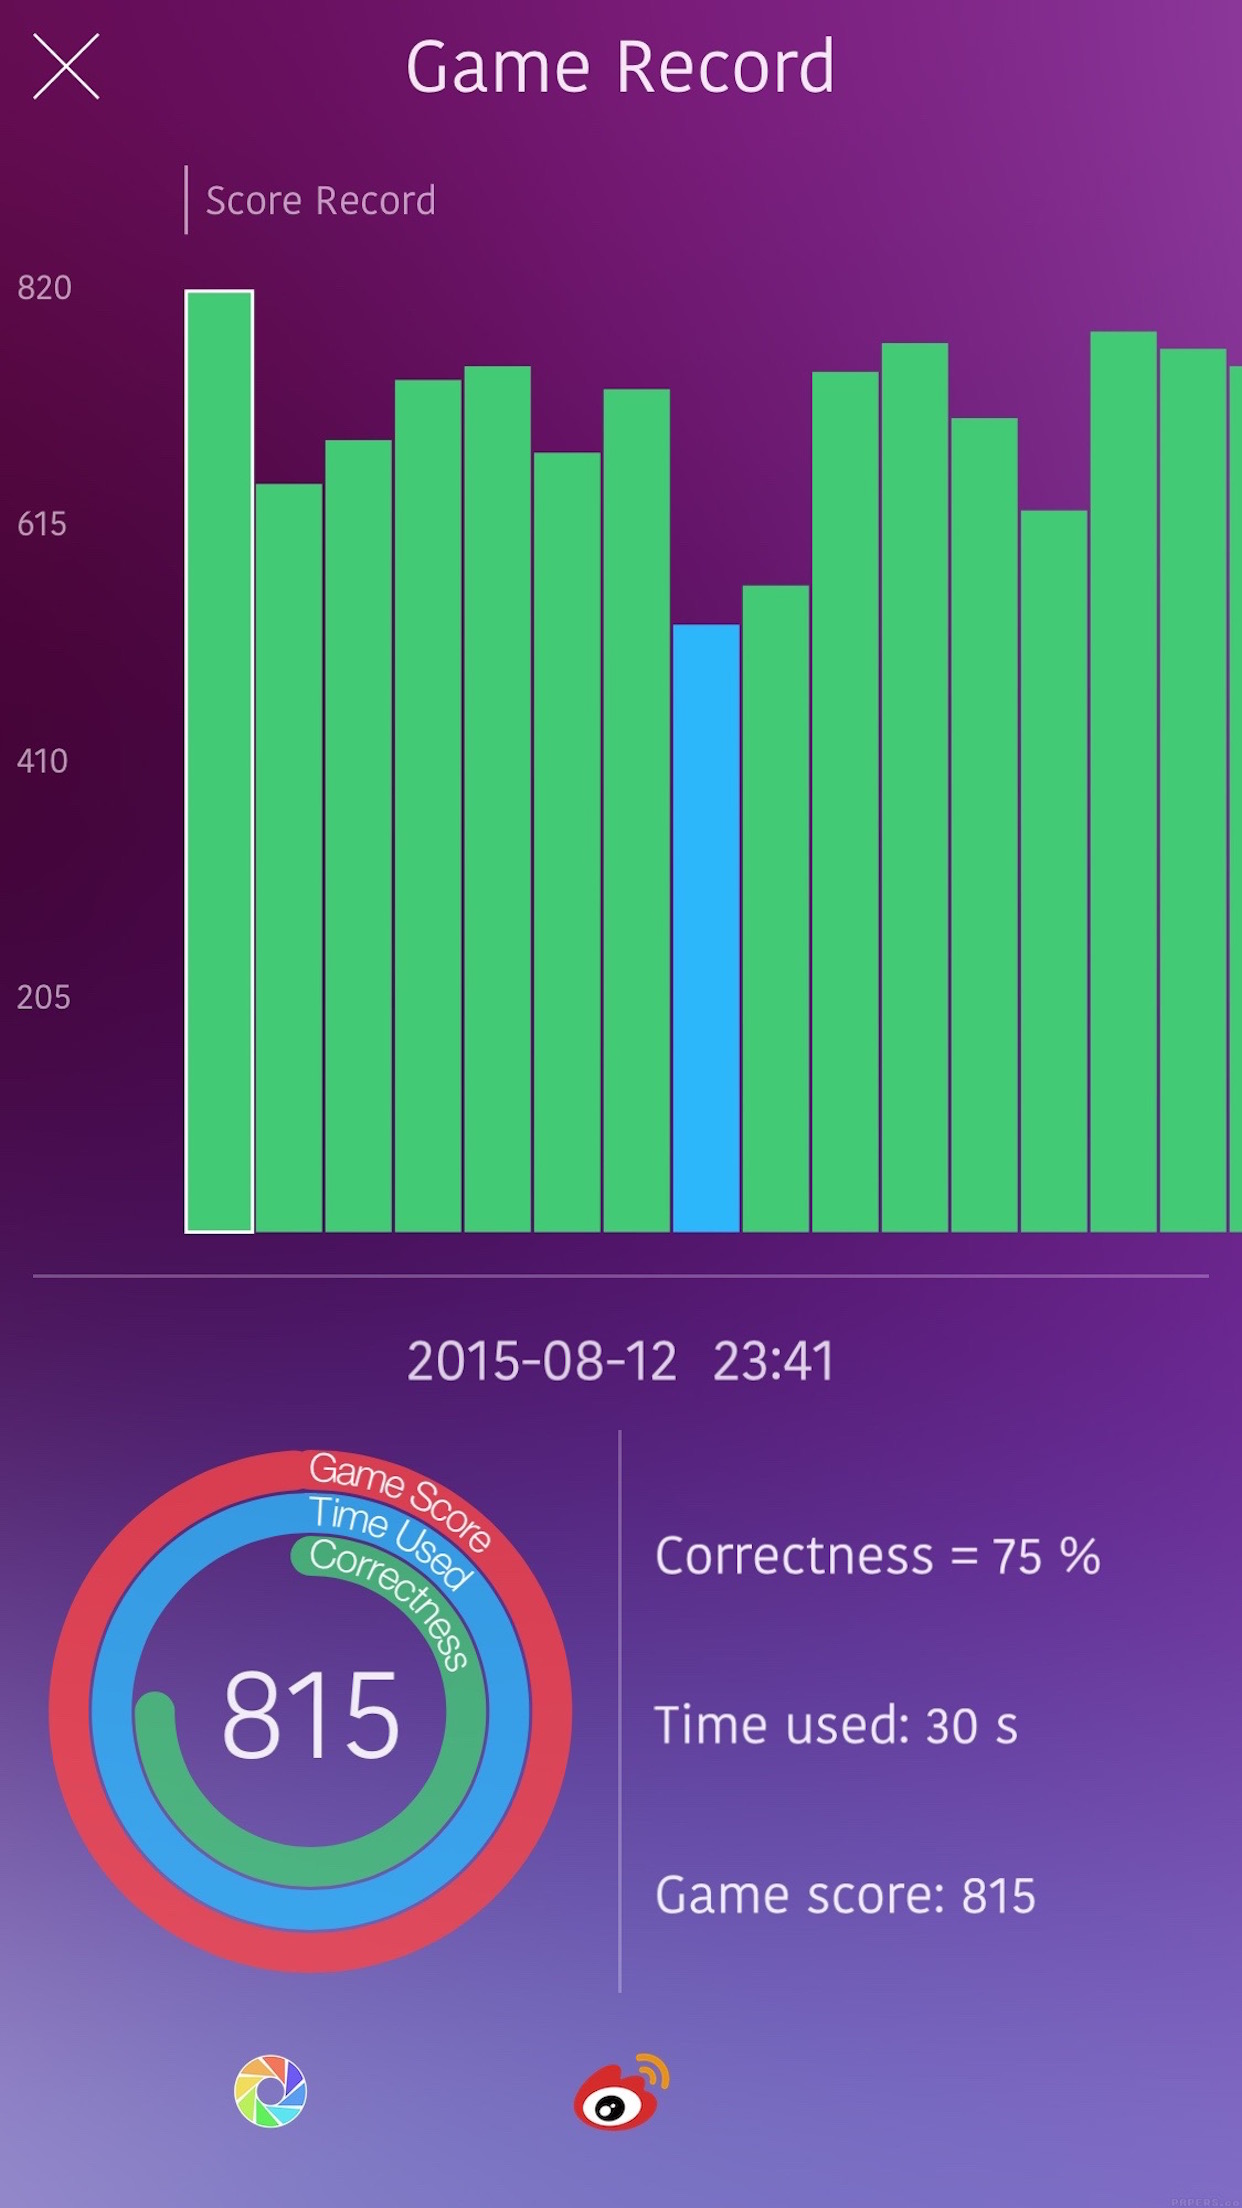 Game Record
Score Record
820
615
410
205
2015-08-12 23:41
Game Score
Time Used
Correctness
815
Correctness = 75 %
Time used: 30 s
Game score: 815